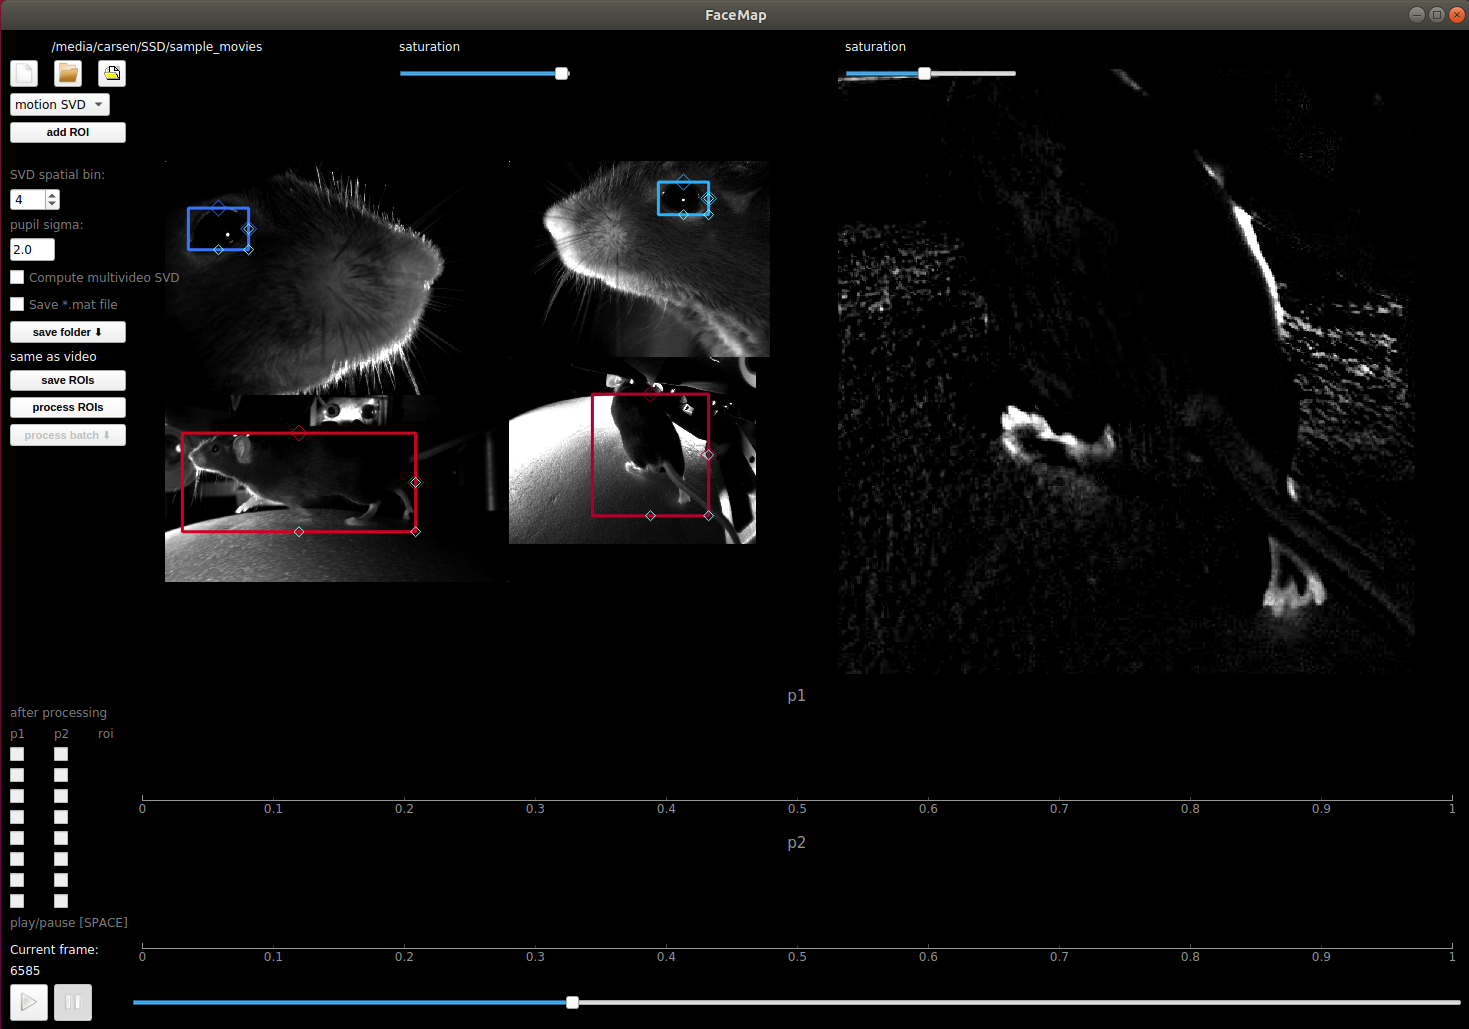 FaceMap
/media/carsen/SSD/sample_movies
saturation
saturation
motion SVD
add ROI
SVD spatial bin:
4
pupil sigma:
2.0
Compute multivideo SVD
Save *.mat file
save folder ⬇
same as video
save ROIs
process ROIs
process batch ⬇
p1
after processing
p1 p2 roi
0 0.1 0.2 0.3 0.4 0.5 0.6 0.7 0.8 0.9 1
p2
play/pause [SPACE]
Current frame:
0 0.1 0.2 0.3 0.4 0.5 0.6 0.7 0.8 0.9 1
6585